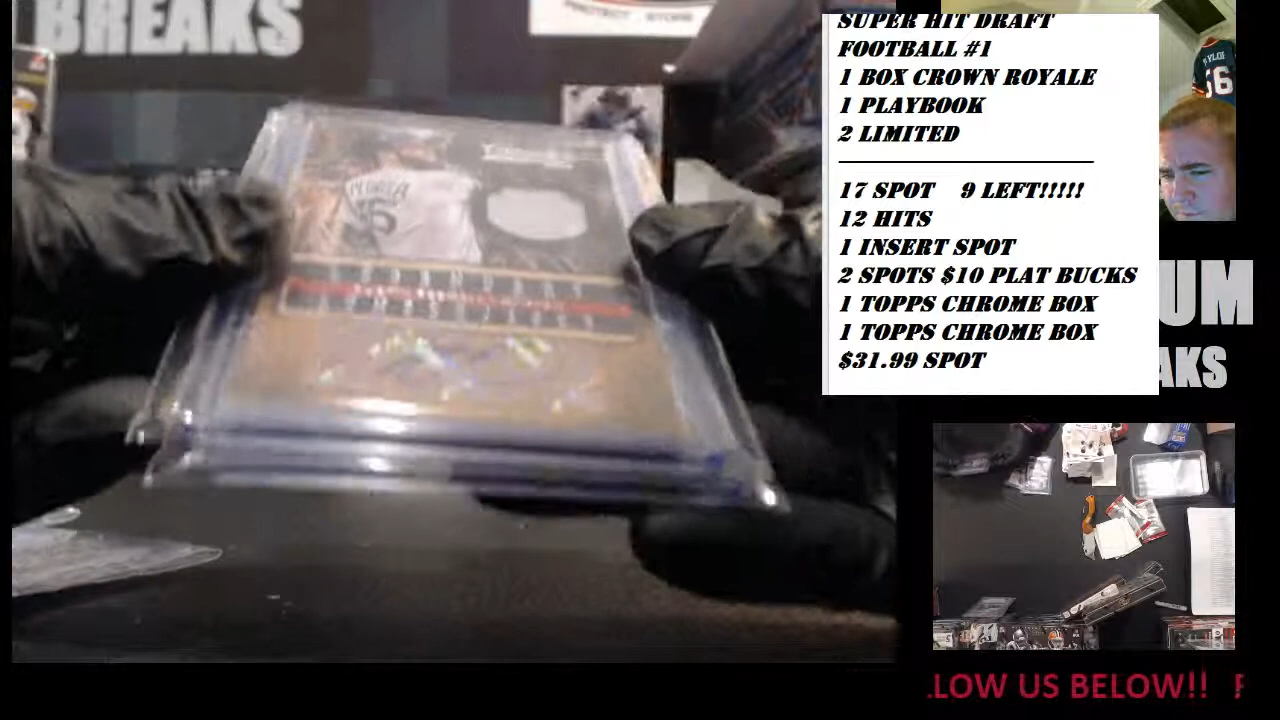 BREAKS
SUPER HIT DRAFT
FOOTBALL #1
1 BOX CROWN ROYALE
1 PLAYBOOK
2 LIMITED
17 SPOT 9 LEFT!!!!!
12 HITS
1 INSERT SPOT
2 SPOTS $10 PLAT BUCKS
1 TOPPS CHROME BOX
1 TOPPS CHROME BOX
$31.99 SPOT
UM
AKS
LOW US BELOW!!